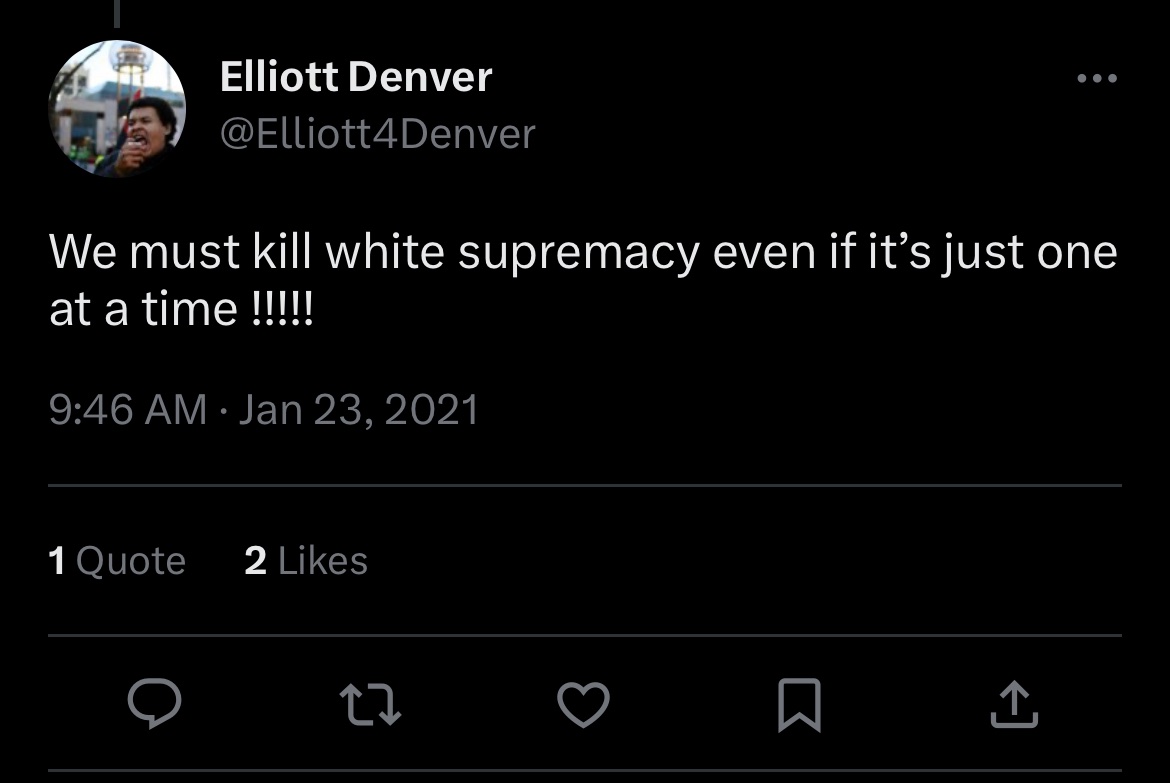 Elliott Denver
@Elliott4Denver
We must kill white supremacy even if it’s just one
at a time !!!!!
9:46 AM · Jan 23, 2021
1 Quote 2 Likes